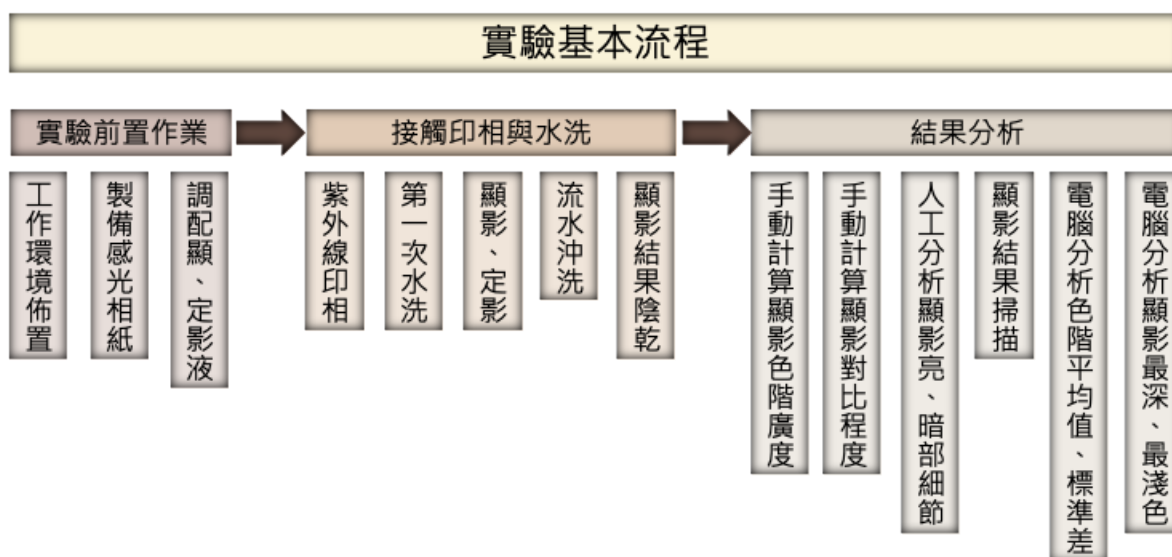 實驗基本流程
實驗前置作業
工作環境佈置
製備感光相紙
調配顯、定影液
接觸印相與水洗
紫外線印相
第一次水洗
顯影、定影
流水沖洗
顯影結果陰乾
結果分析
手動計算顯影色階廣度
手動計算顯影對比程度
人工分析顯影亮、暗部細節
顯影結果掃描
電腦分析色階平均值、標準差
電腦分析顯影最深、最淺色